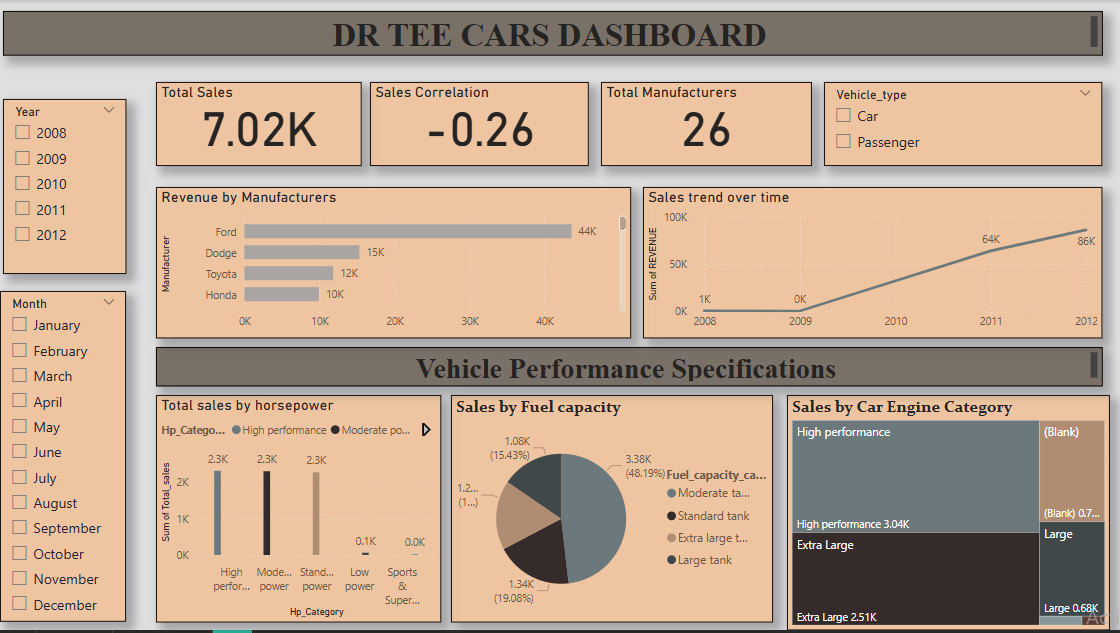 DR TEE CARS DASHBOARD
Year
2008
2009
2010
2011
2012
Month
January
February
March
April
May
June
July
August
September
October
November
December
Total Sales
7.02K
Sales Correlation
-0.26
Total Manufacturers
26
Vehicle_type
Car
Passenger
Revenue by Manufacturers
Manufacturer
Ford
44K
Dodge
15K
Toyota
12K
Honda
10K
0K 10K 20K 30K 40K
Sales trend over time
Sum of REVENUE
100K
50K
0K
1K
0K
64K
86K
2008 2009 2010 2011 2012
Vehicle Performance Specifications
Total sales by horsepower
Hp_Catego... High performance Moderate po...
Sum of Total_sales
2K
1K
0K
2.3K 2.3K 2.3K 0.1K 0.0K
High perfor...
Mode... power
Stand... power
Low power
Sports & Super...
Hp_Category
Sales by Fuel capacity
1.08K
(15.43%)
3.38K
(48.19%)
1.2...
(1...)
1.34K
(19.08%)
Fuel_capacity_ca...
Moderate ta...
Standard tank
Extra large t...
Large tank
Sales by Car Engine Category
High performance
High performance 3.04K
Extra Large
Extra Large 2.51K
(Blank)
(Blank) 0.7...
Large
Large 0.68K